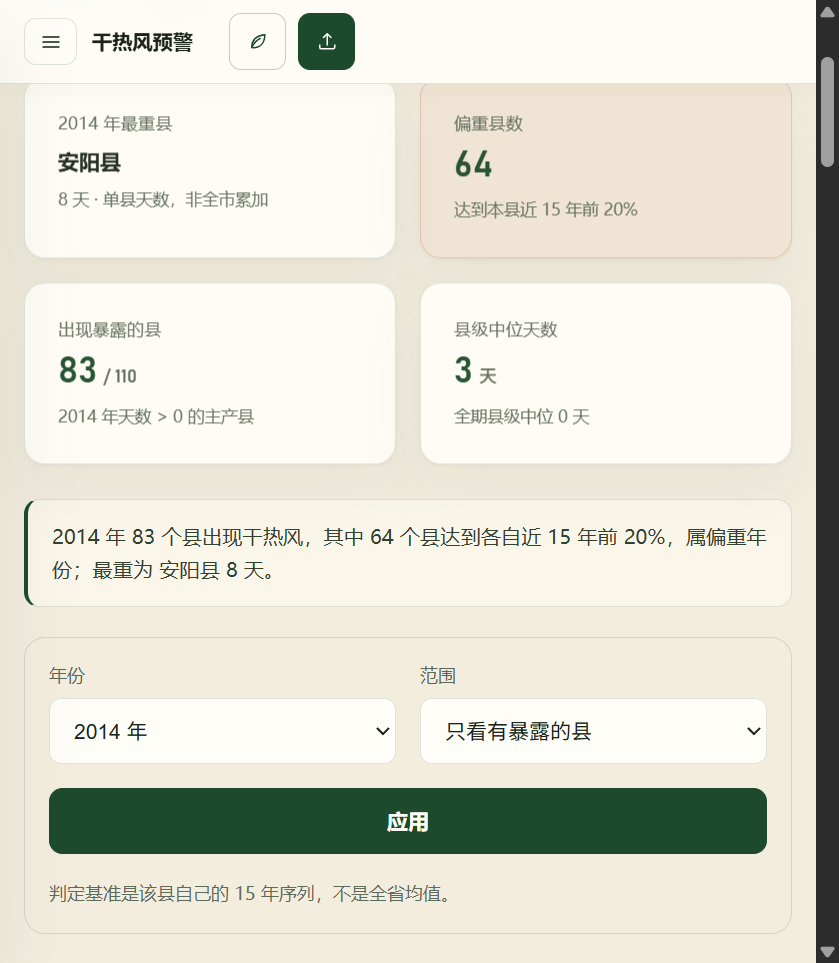 干热风预警
2014 年最重县
安阳县
8 天 · 单县天数，非全市累加
偏重县数
64
达到本县近 15 年前 20%
出现暴露的县
83 / 110
2014 年天数 > 0 的主产县
县级中位天数
3 天
全期县级中位 0 天
2014 年 83 个县出现干热风，其中 64 个县达到各自近 15 年前 20%，属偏重年
份；最重为 安阳县 8 天。
年份
范围
2014 年
只看有暴露的县
应用
判定基准是该县自己的 15 年序列，不是全省均值。